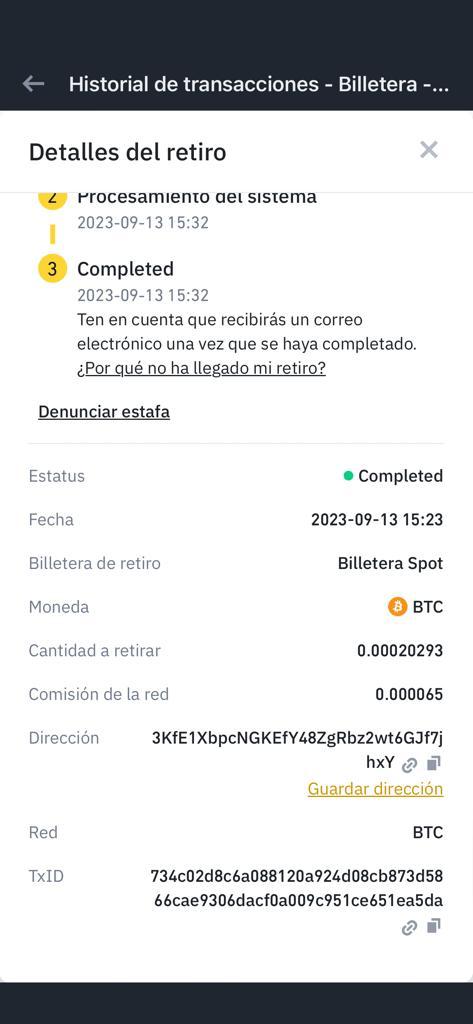 Historial de transacciones - Billetera -...
Detalles del retiro
2 Procesamiento del sistema
2023-09-13 15:32
3 Completed
2023-09-13 15:32
Ten en cuenta que recibirás un correo
electrónico una vez que se haya completado.
¿Por qué no ha llegado mi retiro?
Denunciar estafa
Estatus Completed
Fecha 2023-09-13 15:23
Billetera de retiro Billetera Spot
Moneda BTC
Cantidad a retirar 0.00020293
Comisión de la red 0.000065
Dirección 3KfE1XbpcNGKEfY48ZgRbz2wt6GJf7j
hxY
Guardar dirección
Red BTC
TxID 734c02d8c6a088120a924d08cb873d58
66cae9306dacf0a009c951ce651ea5da